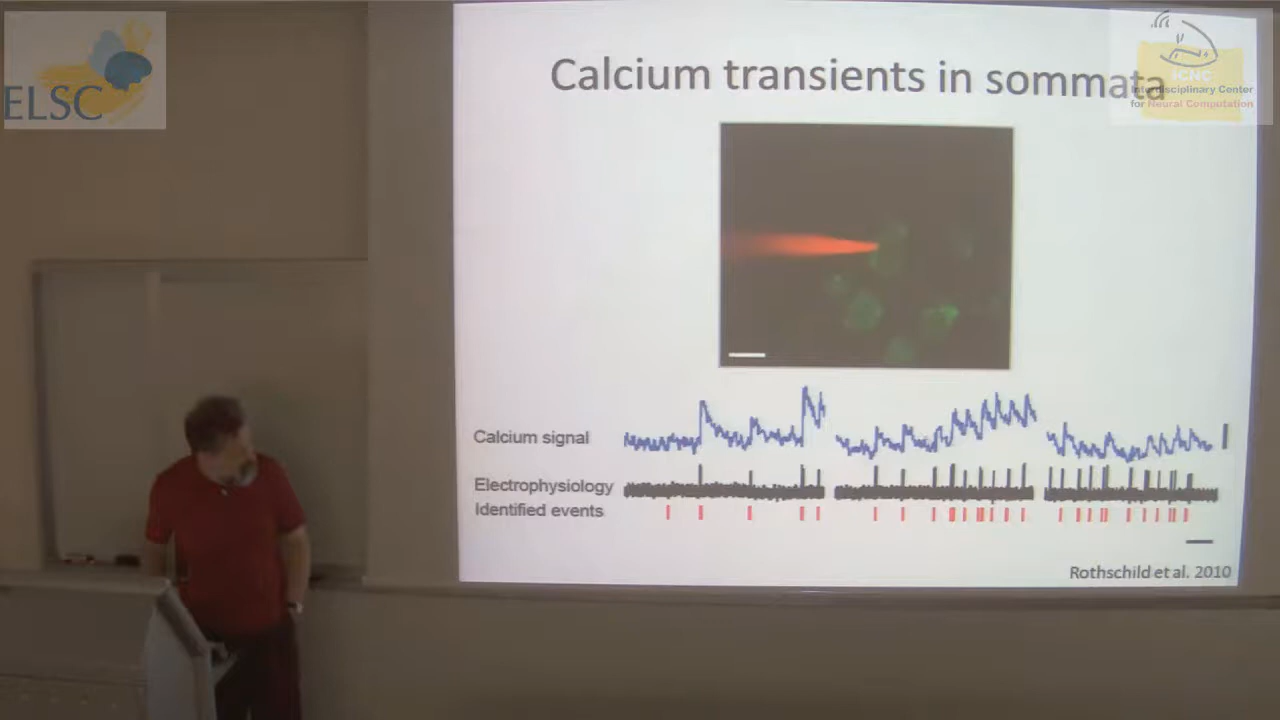 ELSC
ICNC
Interdisciplinary Center
for Neural Computation
Calcium transients in sommata
Calcium signal
Electrophysiology
Identified events
Rothschild et al. 2010